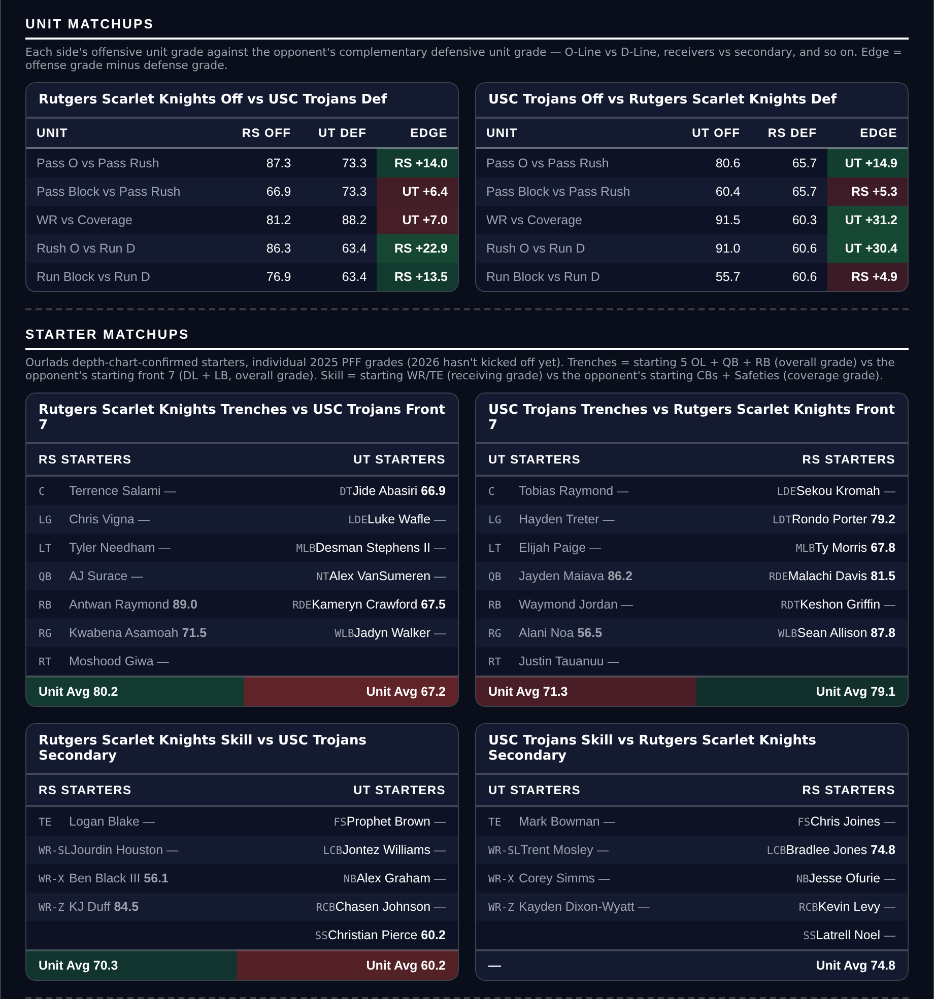 UNIT MATCHUPS
Each side's offensive unit grade against the opponent's complementary defensive unit grade — O-Line vs D-Line, receivers vs secondary, and so on. Edge =
offense grade minus defense grade.
Rutgers Scarlet Knights Off vs USC Trojans Def
UNIT RS OFF UT DEF EDGE
Pass O vs Pass Rush 87.3 73.3 RS +14.0
Pass Block vs Pass Rush 66.9 73.3 UT +6.4
WR vs Coverage 81.2 88.2 UT +7.0
Rush O vs Run D 86.3 63.4 RS +22.9
Run Block vs Run D 76.9 63.4 RS +13.5
USC Trojans Off vs Rutgers Scarlet Knights Def
UNIT UT OFF RS DEF EDGE
Pass O vs Pass Rush 80.6 65.7 UT +14.9
Pass Block vs Pass Rush 60.4 65.7 RS +5.3
WR vs Coverage 91.5 60.3 UT +31.2
Rush O vs Run D 91.0 60.6 UT +30.4
Run Block vs Run D 55.7 60.6 RS +4.9
STARTER MATCHUPS
Ourlads depth-chart-confirmed starters, individual 2025 PFF grades (2026 hasn't kicked off yet). Trenches = starting 5 OL + QB + RB (overall grade) vs the
opponent's starting front 7 (DL + LB, overall grade). Skill = starting WR/TE (receiving grade) vs the opponent's starting CBs + Safeties (coverage grade).
Rutgers Scarlet Knights Trenches vs USC Trojans Front
7
RS STARTERS UT STARTERS
C Terrence Salami — DTJide Abasiri 66.9
LG Chris Vigna — LDELuke Wafle —
LT Tyler Needham — MLBDesman Stephens II —
QB AJ Surace — NTAlex VanSumeren —
RB Antwan Raymond 89.0 RDEKameryn Crawford 67.5
RG Kwabena Asamoah 71.5 WLBJadyn Walker —
RT Moshood Giwa —
Unit Avg 80.2 Unit Avg 67.2
USC Trojans Trenches vs Rutgers Scarlet Knights Front
7
UT STARTERS RS STARTERS
C Tobias Raymond — LDESekou Kromah —
LG Hayden Treter — LDTRondo Porter 79.2
LT Elijah Paige — MLBTy Morris 67.8
QB Jayden Maiava 86.2 RDEMalachi Davis 81.5
RB Waymond Jordan — RDTKeshon Griffin —
RG Alani Noa 56.5 WLBSean Allison 87.8
RT Justin Tauanuu —
Unit Avg 71.3 Unit Avg 79.1
Rutgers Scarlet Knights Skill vs USC Trojans
Secondary
RS STARTERS UT STARTERS
TE Logan Blake — FSProphet Brown —
WR-SLJourdin Houston — LCBJontez Williams —
WR-X Ben Black III 56.1 NBAlex Graham —
WR-Z KJ Duff 84.5 RCBChasen Johnson —
SSChristian Pierce 60.2
Unit Avg 70.3 Unit Avg 60.2
USC Trojans Skill vs Rutgers Scarlet Knights
Secondary
UT STARTERS RS STARTERS
TE Mark Bowman — FSChris Joines —
WR-SLTrent Mosley — LCBBradlee Jones 74.8
WR-X Corey Simms — NBJesse Ofurie —
WR-Z Kayden Dixon-Wyatt — RCBKevin Levy —
SSLatrell Noel —
— Unit Avg 74.8